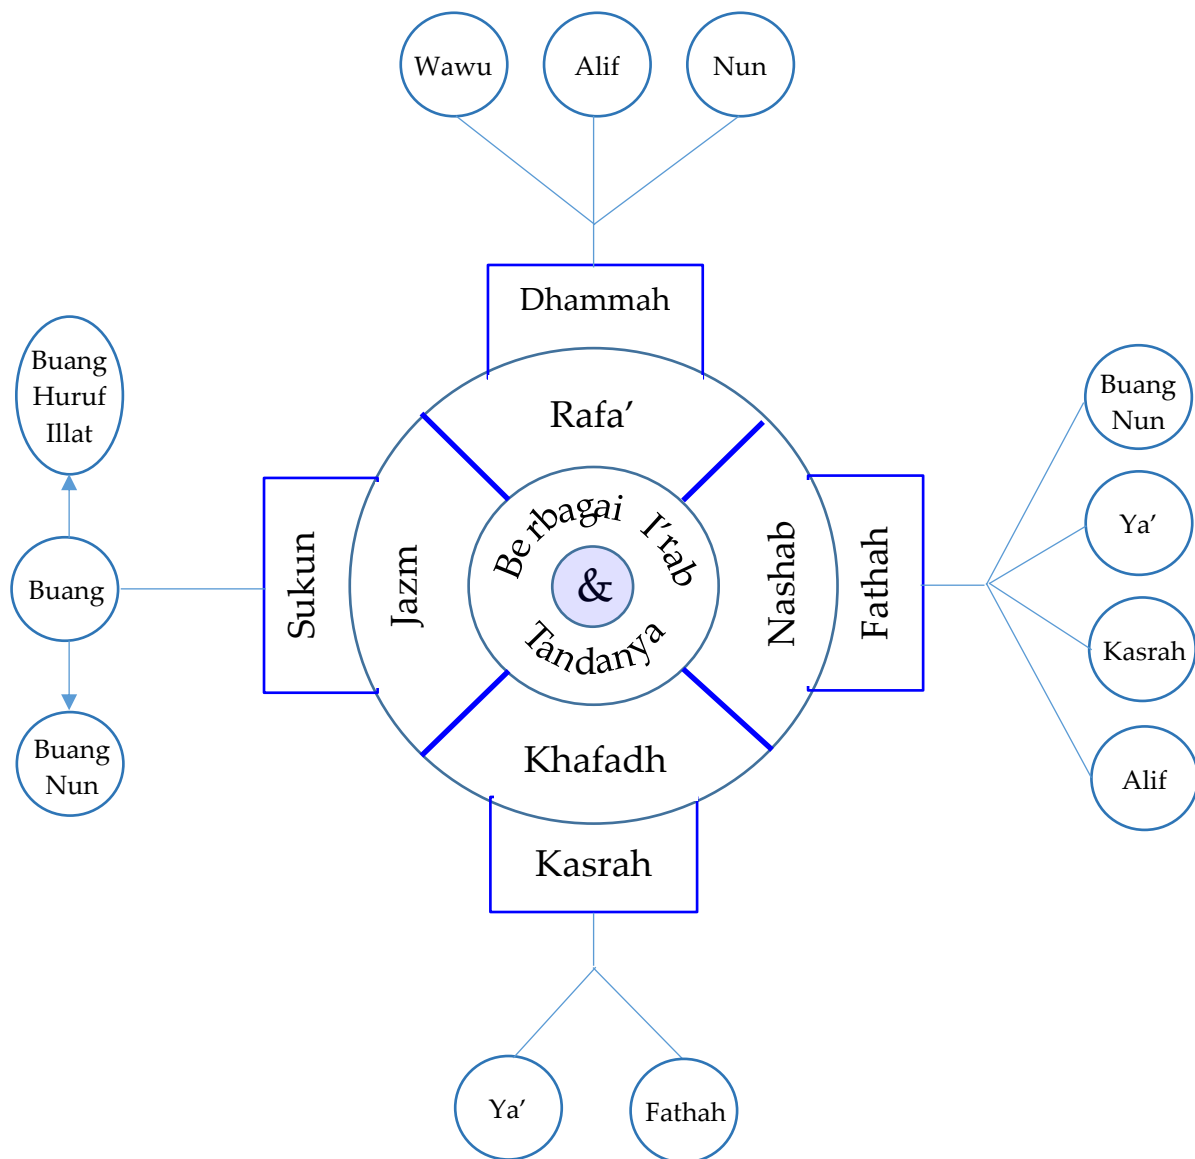 Wawu
Alif
Nun
Dhammah
Rafa’
Buang
Huruf
Illat
Buang
Buang
Nun
Sukun
Jazm
Berbagai I’rab
&
Tandanya
Nashab
Fathah
Buang
Nun
Ya’
Kasrah
Alif
Khafadh
Kasrah
Ya’
Fathah